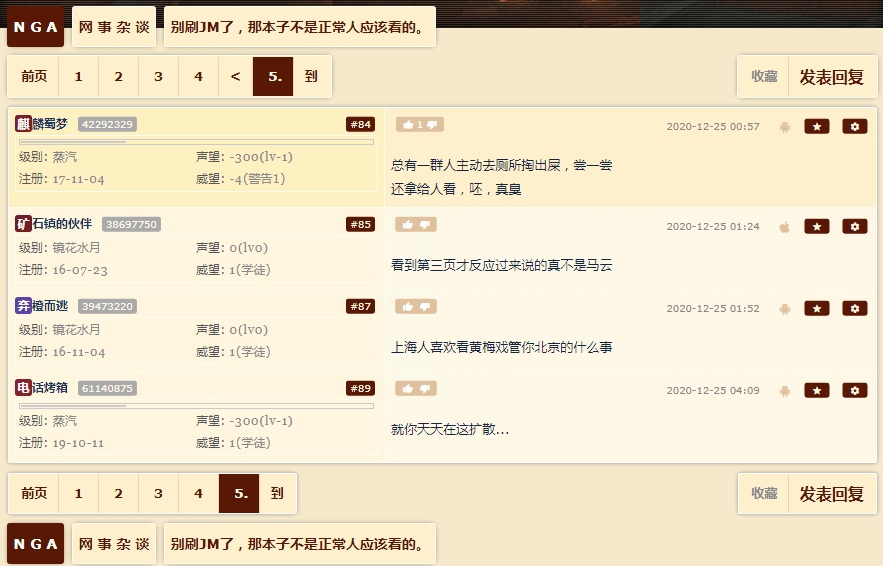 NGA 网事杂谈 别刷JM了，那本子不是正常人应该看的。
前页 1 2 3 4 < 5. 到 收藏 发表回复
麒麟蜀梦 42292329 #84 1 2020-12-25 00:57
级别: 蒸汽 声望: -300(lv-1)
注册: 17-11-04 威望: -4(警告1)
总有一群人主动去厕所掏出屎，尝一尝
还拿给人看，呸，真臭
矿石镇的伙伴 38697750 #85 2020-12-25 01:24
级别: 镜花水月 声望: 0(lv0)
注册: 16-07-23 威望: 1(学徒)
看到第三页才反应过来说的真不是马云
弃橙而逃 39473220 #87 2020-12-25 01:52
级别: 镜花水月 声望: 0(lv0)
注册: 16-11-04 威望: 1(学徒)
上海人喜欢看黄梅戏管你北京的什么事
电话烤箱 61140875 #89 2020-12-25 04:09
级别: 蒸汽 声望: -300(lv-1)
注册: 19-10-11 威望: 1(学徒)
就你天天在这扩散...
前页 1 2 3 4 5. 到 收藏 发表回复
NGA 网事杂谈 别刷JM了，那本子不是正常人应该看的。